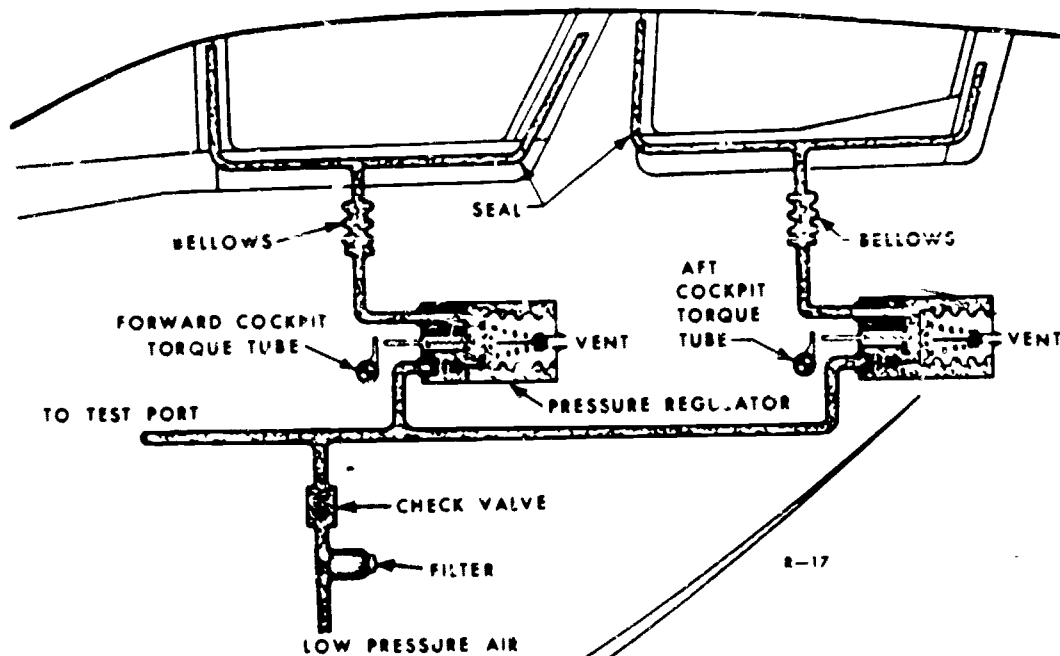 SEAL
BELLOWS
BELLOWS
AFT
COCKPIT
TORQUE
TUBE
FORWARD COCKPIT
TORQUE TUBE
VENT
VENT
PRESSURE REGULATOR
TO TEST PORT
CHECK VALVE
FILTER
R-17
LOW PRESSURE AIR